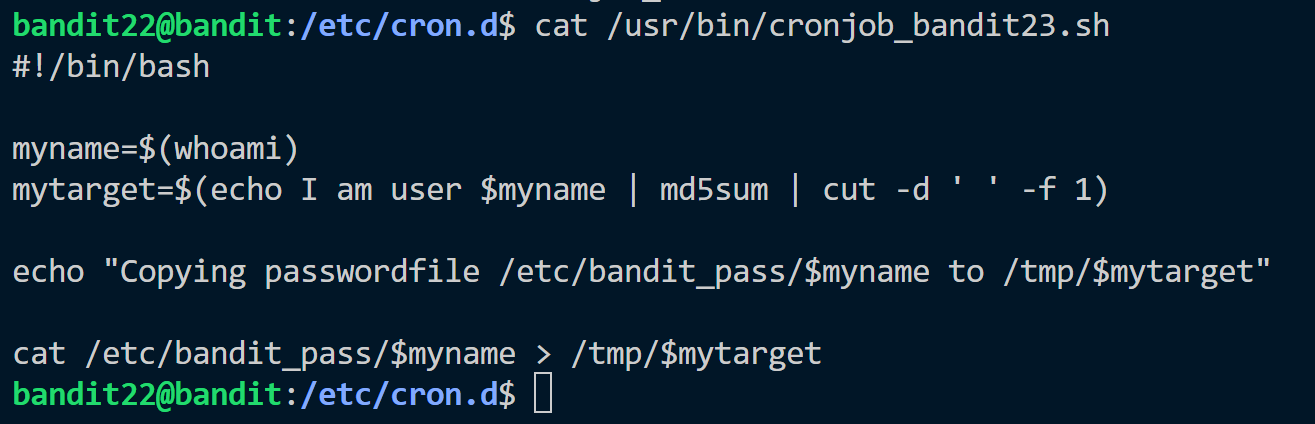 bandit22@bandit:/etc/cron.d$ cat /usr/bin/cronjob_bandit23.sh
#!/bin/bash
myname=$(whoami)
mytarget=$(echo I am user $myname | md5sum | cut -d ' ' -f 1)
echo "Copying passwordfile /etc/bandit_pass/$myname to /tmp/$mytarget"
cat /etc/bandit_pass/$myname > /tmp/$mytarget
bandit22@bandit:/etc/cron.d$